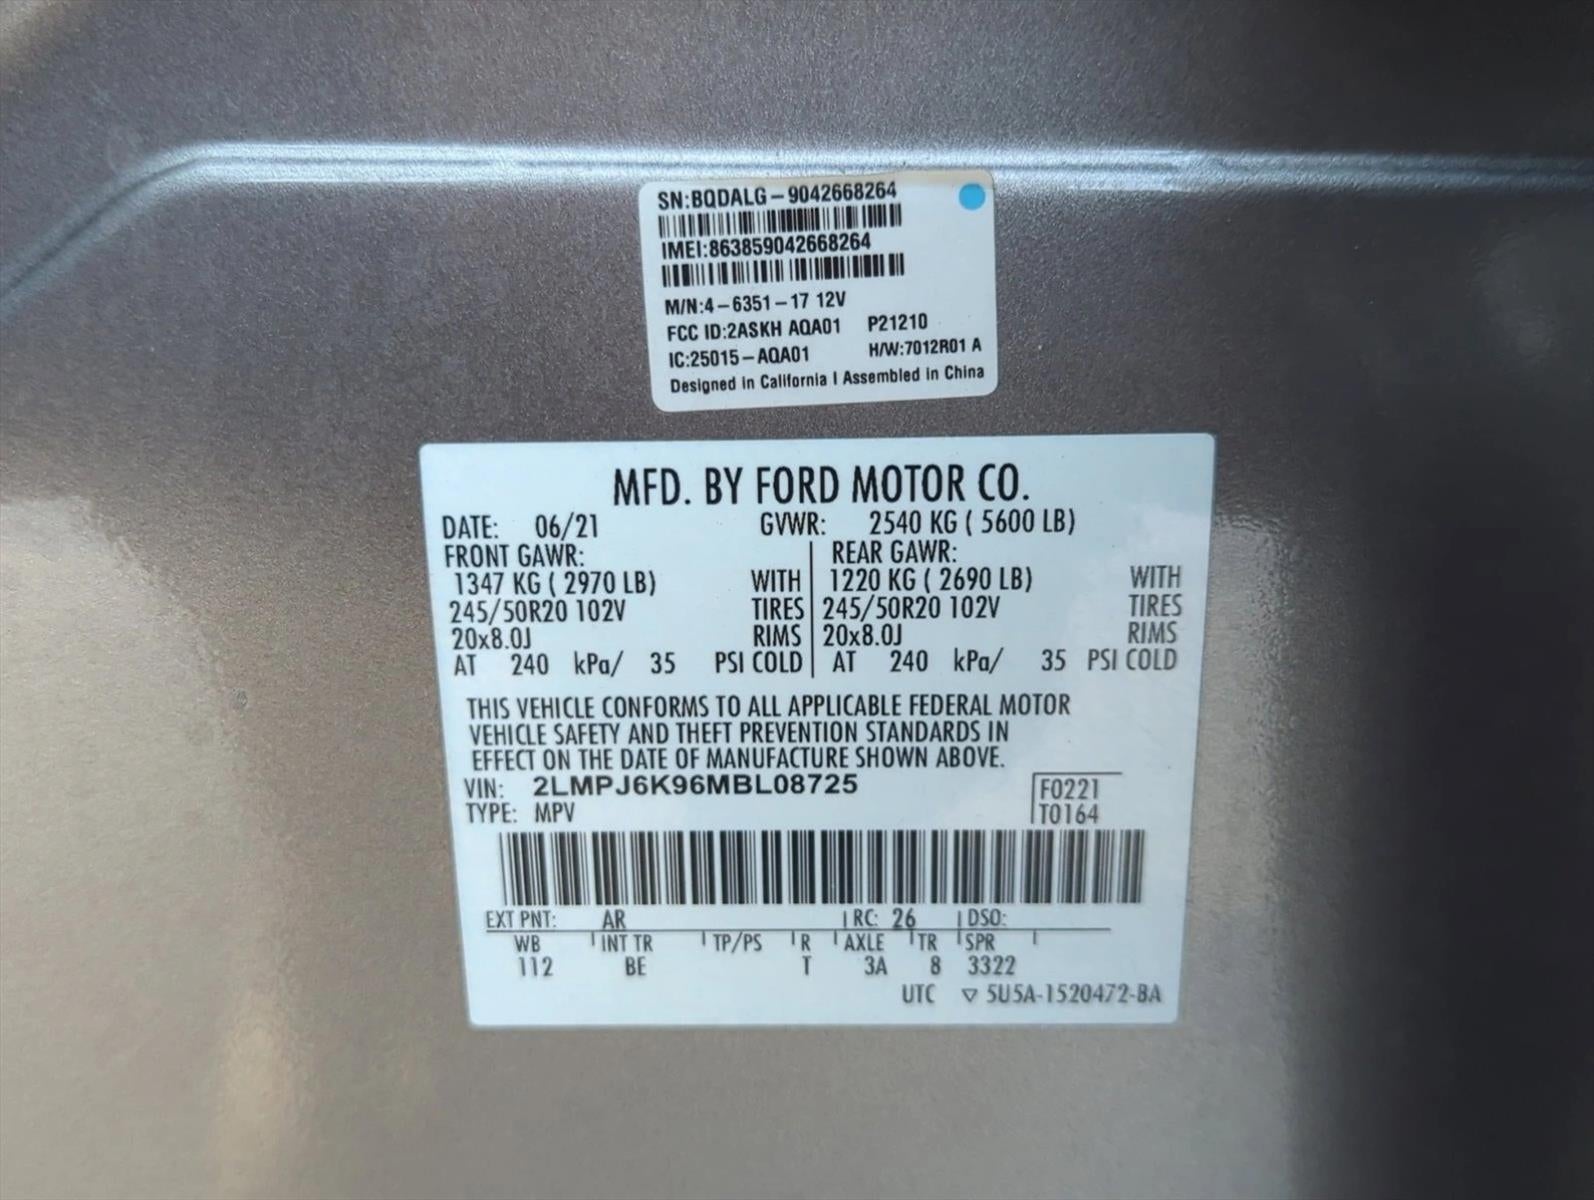 SN:BQDALG-9042668264
IMEI:863859042668264
M/N:4-6351-17 12V
FCC ID:2ASKH AQA01 P21210
IC:25015-AQA01 H/W:7012R01 A
Designed in California | Assembled in China
MFD. BY FORD MOTOR CO.
DATE: 06/21 GVWR: 2540 KG ( 5600 LB)
FRONT GAWR: REAR GAWR:
1347 KG ( 2970 LB) WITH 1220 KG ( 2690 LB) WITH
245/50R20 102V TIRES 245/50R20 102V TIRES
20x8.0J RIMS 20x8.0J RIMS
AT 240 kPa/ 35 PSI COLD AT 240 kPa/ 35 PSI COLD
THIS VEHICLE CONFORMS TO ALL APPLICABLE FEDERAL MOTOR
VEHICLE SAFETY AND THEFT PREVENTION STANDARDS IN
EFFECT ON THE DATE OF MANUFACTURE SHOWN ABOVE.
VIN: 2LMPJ6K96MBL08725 F0221
TYPE: MPV T0164
EXT PNT: AR RC: 26 DSO:
WB INT TR TP/PS R AXLE TR SPR
112 BE T 3A 8 3322
UTC ▽ 5U5A-1520472-BA